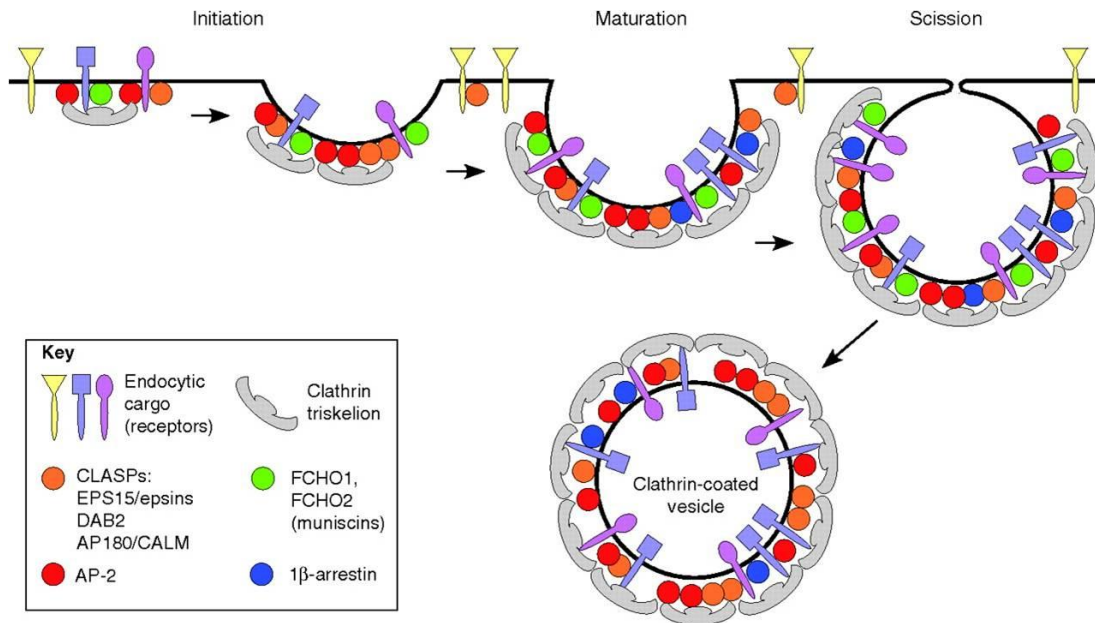 Initiation
Maturation
Scission
Key
Endocytic
cargo
(receptors)
Clathrin
triskelion
CLASPs:
EPS15/epsins
DAB2
AP180/CALM
FCHO1,
FCHO2
(muniscins)
AP-2
1β-arrestin
Clathrin-coated
vesicle